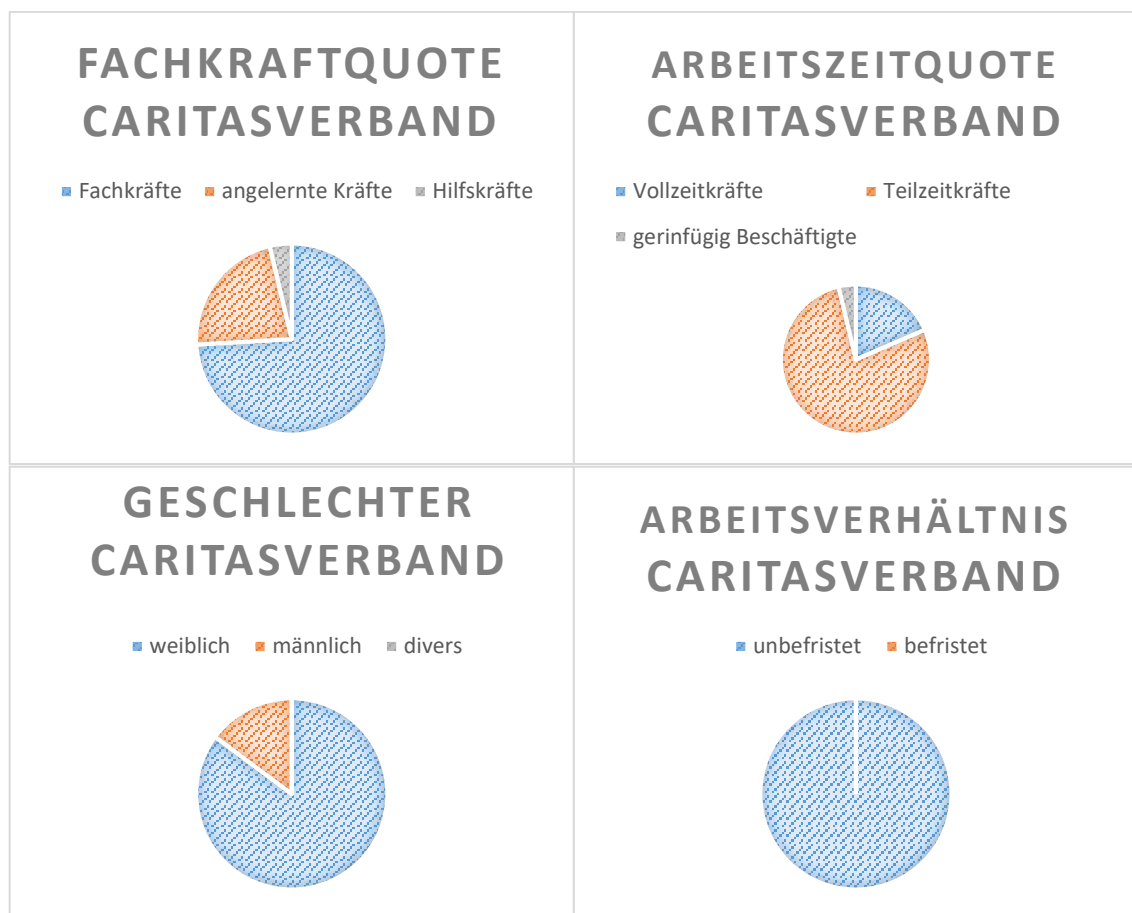 FACHKRAFTQUOTE
CARITASVERBAND
Fachkräfte angelernte Kräfte Hilfskräfte
ARBEITSZEITQUOTE
CARITASVERBAND
Vollzeitkräfte Teilzeitkräfte
gerinfügig Beschäftigte
GESCHLECHTER
CARITASVERBAND
weiblich männlich divers
ARBEITSVERHÄLTNIS
CARITASVERBAND
unbefristet befristet